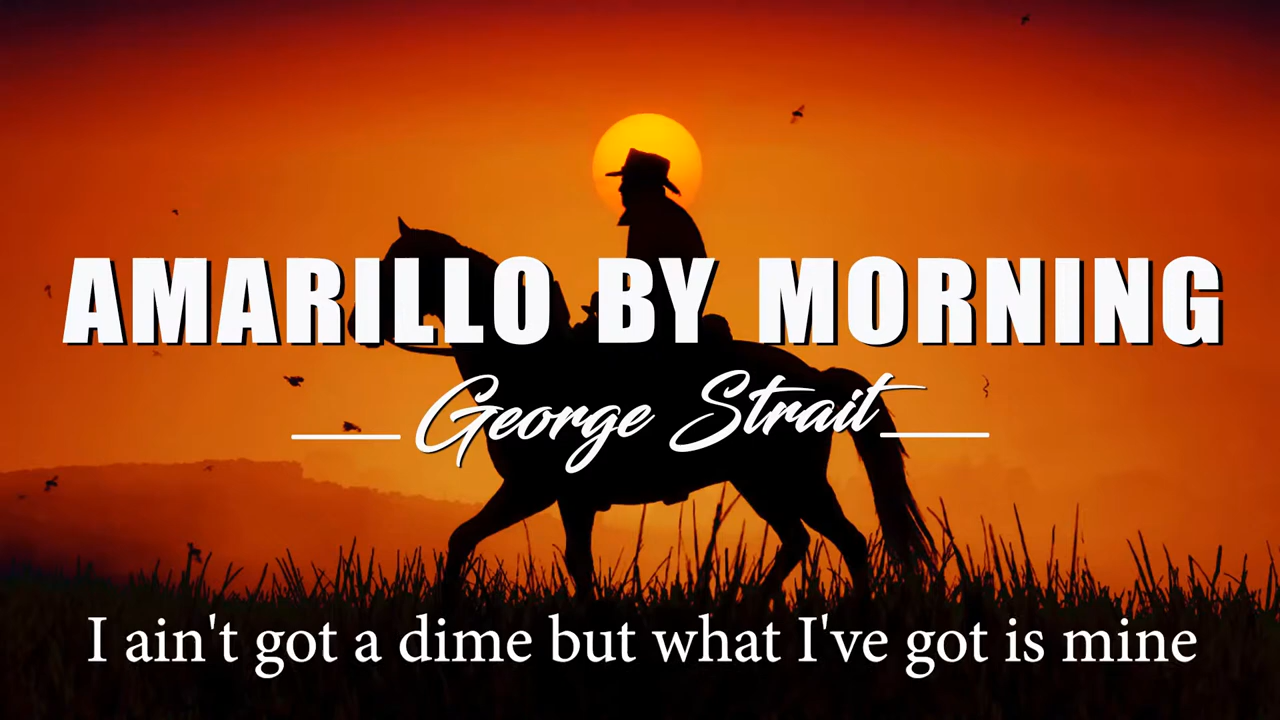 AMARILLO BY MORNING
George Strait
I ain't got a dime but what I've got is mine